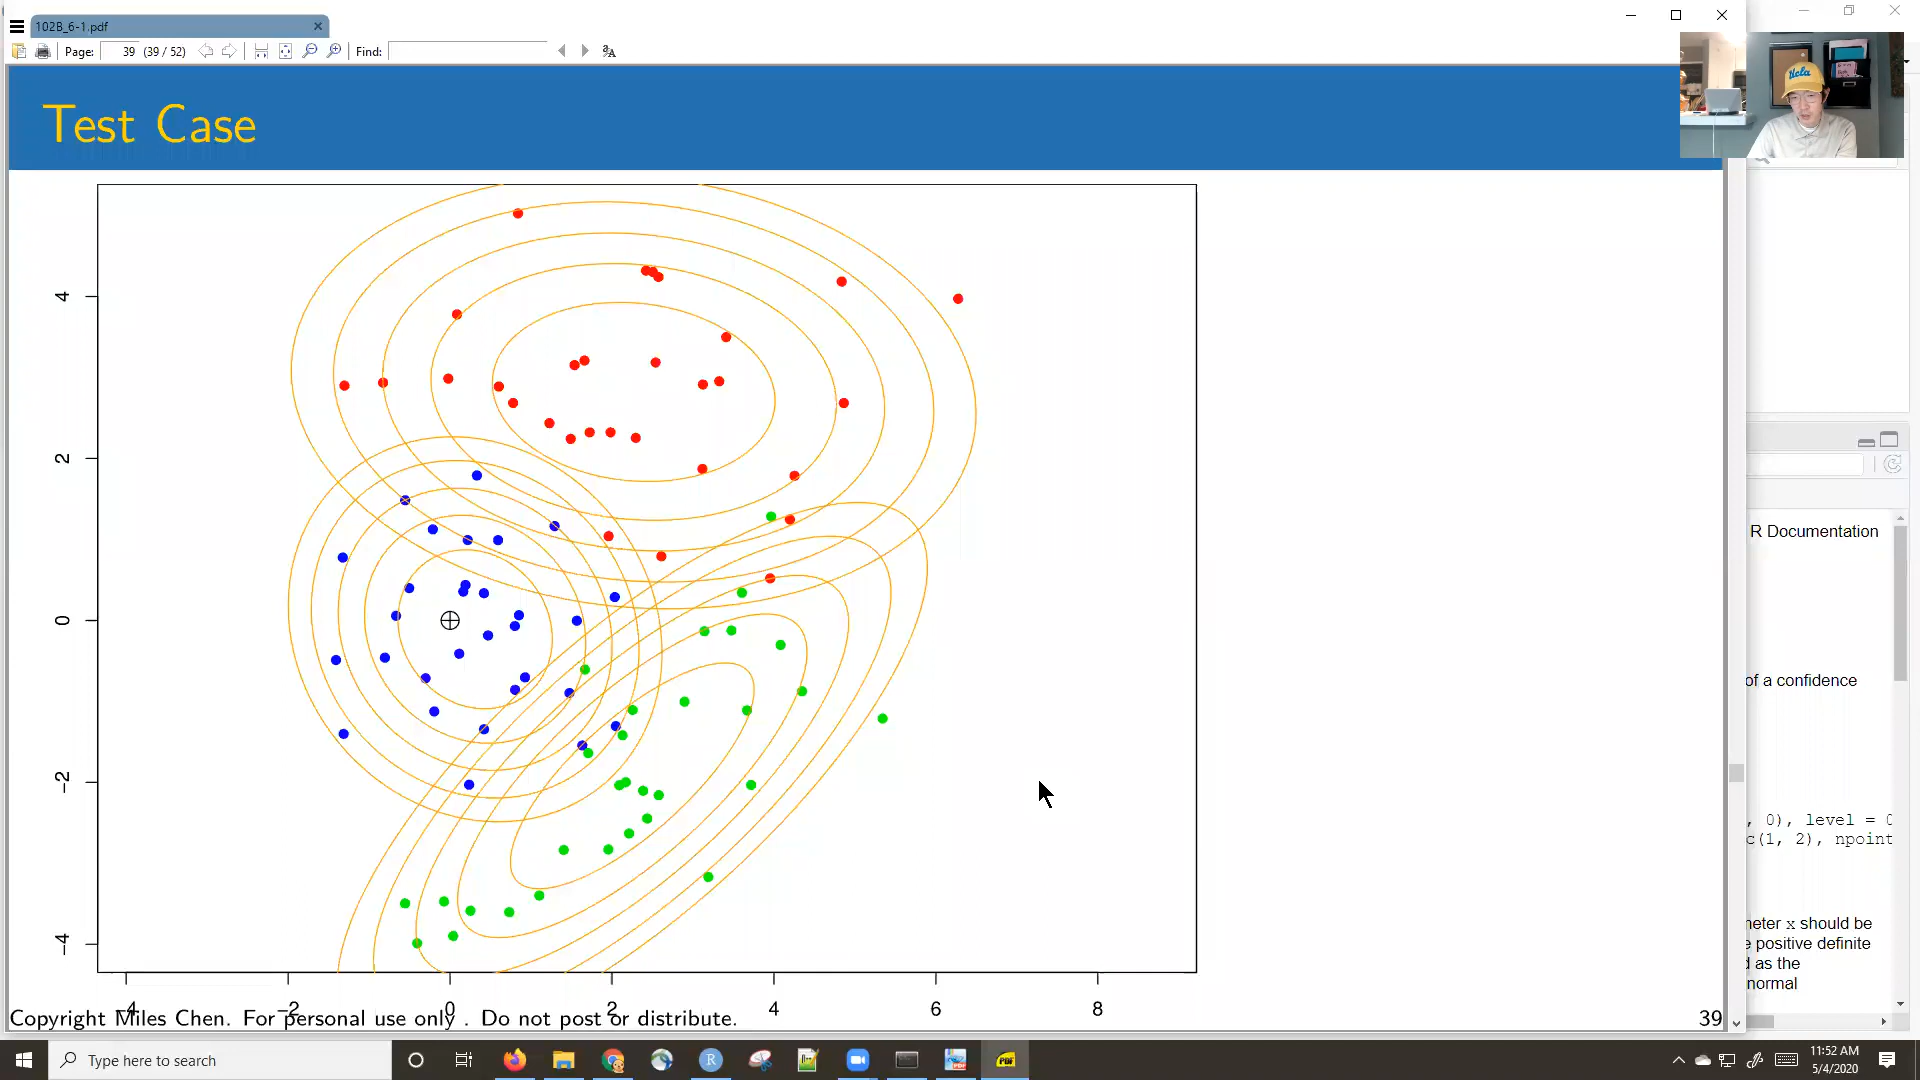 102B_6-1.pdf
Page: 39 (39 / 52) Find:
Test Case
Ucla
4
2
0
−2
−4
−4 −2 0 2 4 6 8
Copyright Miles Chen. For personal use only . Do not post or distribute.
39
R Documentation
of a confidence
, 0), level = 0
c(1, 2), npoint
neter x should be
e positive definite
d as the
normal
Type here to search
R
PDF
11:52 AM
5/4/2020